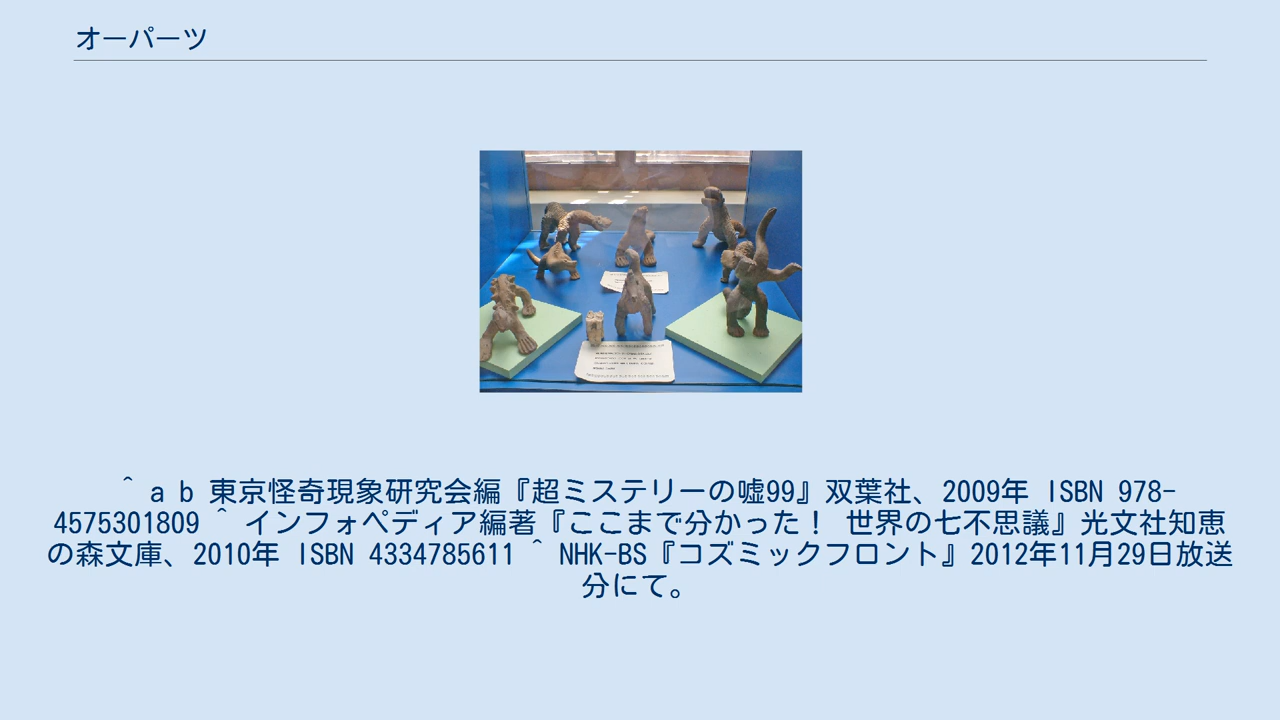 オーパーツ
^ a b 東京怪奇現象研究会編『超ミステリーの嘘99』双葉社、2009年 ISBN 978-
4575301809 ^ インフォペディア編著『ここまで分かった！ 世界の七不思議』光文社知恵
の森文庫、2010年 ISBN 4334785611 ^ NHK-BS『コズミックフロント』2012年11月29日放送
分にて。